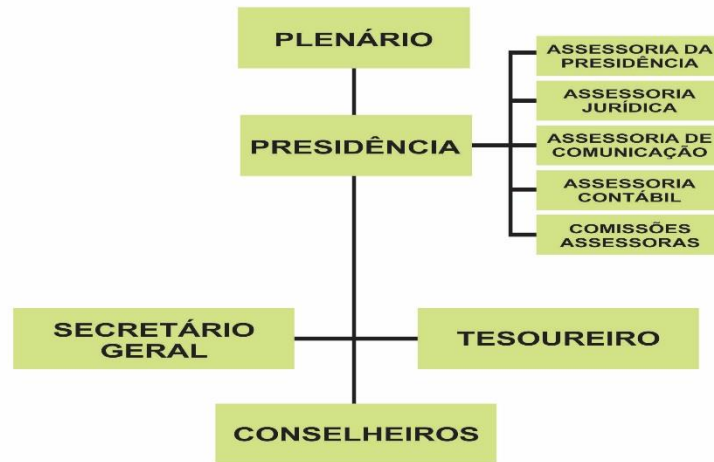 PLENÁRIO
PRESIDÊNCIA
ASSESSORIA DA
PRESIDÊNCIA
ASSESSORIA
JURÍDICA
ASSESSORIA DE
COMUNICAÇÃO
ASSESSORIA
CONTÁBIL
COMISSÕES
ASSESSORAS
SECRETÁRIO
GERAL
TESOUREIRO
CONSELHEIROS